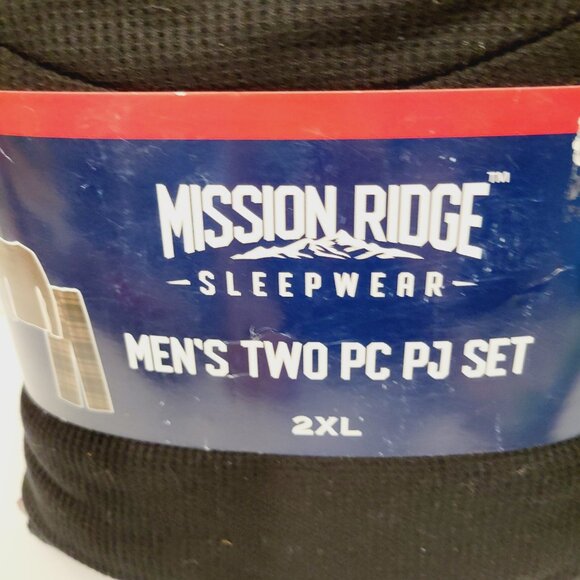 MISSION RIDGE™
-SLEEPWEAR-
MEN'S TWO PC PJ SET
2XL